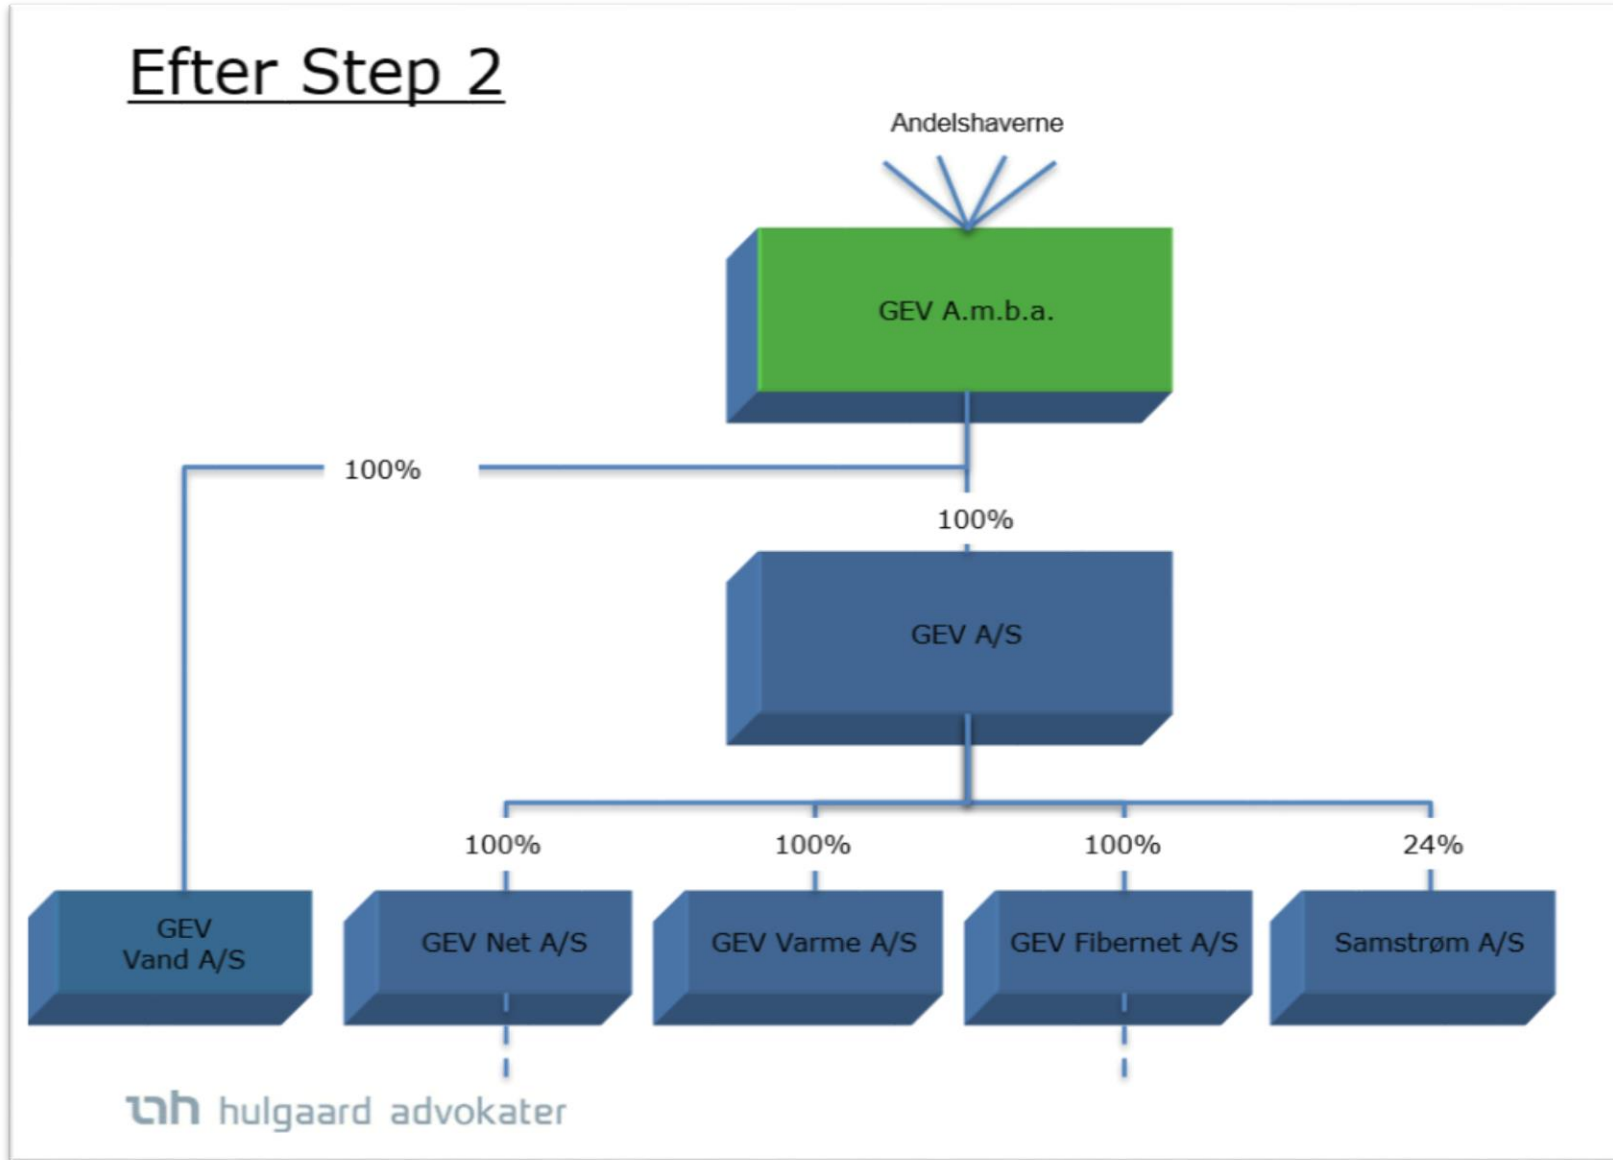 Efter Step 2
Andelshaverne
GEV A.m.b.a.
100%
100%
GEV A/S
100%
100%
100%
24%
GEV
Vand A/S
GEV Net A/S
GEV Varme A/S
GEV Fibernet A/S
Samstrøm A/S
hulgaard advokater